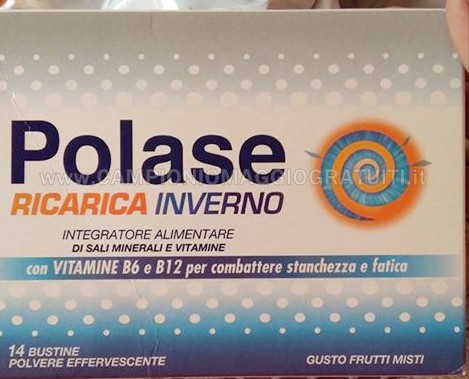 Polase
www.CAMPIONIOMAGGIOGRATUITI.it
RICARICA INVERNO
INTEGRATORE ALIMENTARE
DI SALI MINERALI E VITAMINE
con VITAMINE B6 e B12 per combattere stanchezza e fatica
14 BUSTINE
POLVERE EFFERVESCENTE
GUSTO FRUTTI MISTI